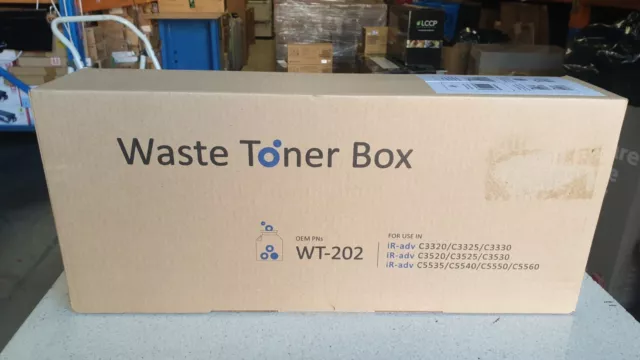 LCCP
Waste Toner Box
OEM PNs
WT-202
FOR USE IN
iR-adv C3320/C3325/C3330
iR-adv C3520/C3525/C3530
iR-adv C5535/C5540/C5550/C5560